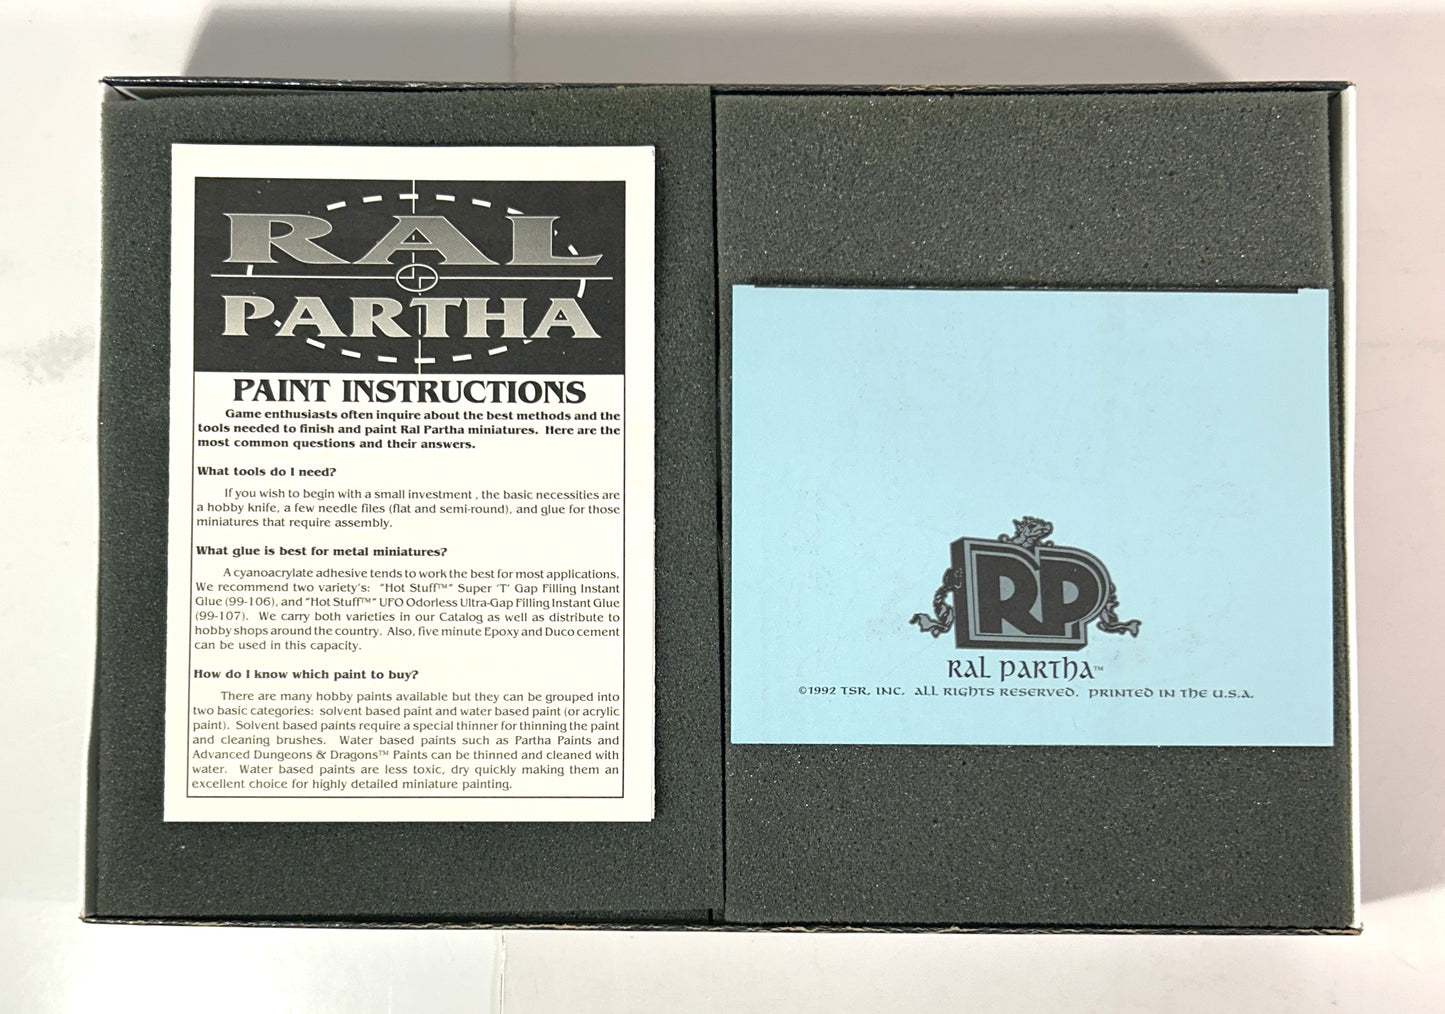 RAL
PARTHA
PAINT INSTRUCTIONS
Game enthusiasts often inquire about the best methods and the
tools needed to finish and paint Ral Partha miniatures. Here are the
most common questions and their answers.
What tools do I need?
If you wish to begin with a small investment , the basic necessities are
a hobby knife, a few needle files (flat and semi-round), and glue for those
miniatures that require assembly.
What glue is best for metal miniatures?
A cyanoacrylate adhesive tends to work the best for most applications.
We recommend two variety's: "Hot Stuff™" Super 'T' Gap Filling Instant
Glue (99-106), and "Hot Stuff™" UFO Odorless Ultra-Gap Filling Instant Glue
(99-107). We carry both varieties in our Catalog as well as distribute to
hobby shops around the country. Also, five minute Epoxy and Duco cement
can be used in this capacity.
How do I know which paint to buy?
There are many hobby paints available but they can be grouped into
two basic categories: solvent based paint and water based paint (or acrylic
paint). Solvent based paints require a special thinner for thinning the paint
and cleaning brushes. Water based paints such as Partha Paints and
Advanced Dungeons & Dragons™ Paints can be thinned and cleaned with
water. Water based paints are less toxic, dry quickly making them an
excellent choice for highly detailed miniature painting.
RP
RAL PARTHA™
©1992 TSR, INC. ALL RIGHTS RESERVED. PRINTED IN THE U.S.A.